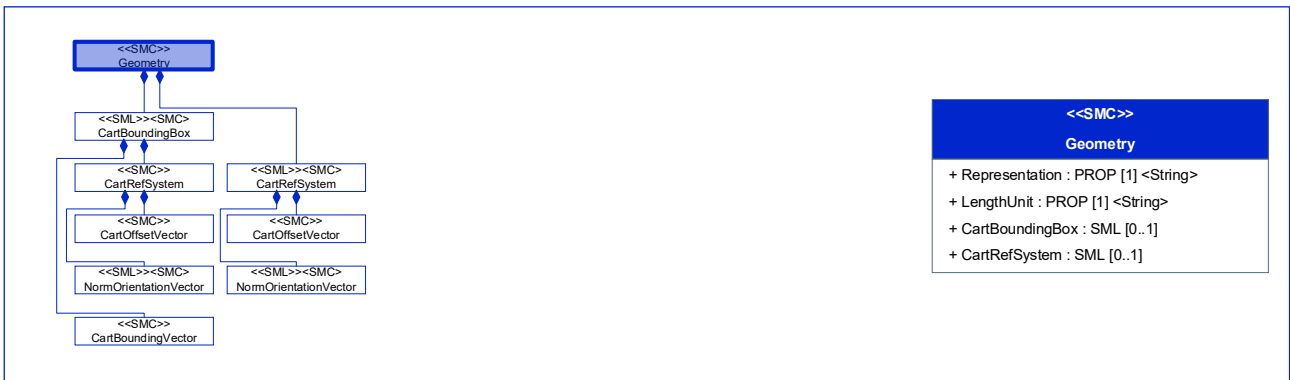 <<SMC>>
Geometry
<<SML>><SMC>
CartBoundingBox
<<SMC>>
CartRefSystem
<<SML>><SMC>
CartRefSystem
<<SMC>>
CartOffsetVector
<<SMC>>
CartOffsetVector
<<SML>><SMC>
NormOrientationVector
<<SML>><SMC>
NormOrientationVector
<<SMC>>
CartBoundingVector
<<SMC>>
Geometry
+ Representation : PROP [1] <String>
+ LengthUnit : PROP [1] <String>
+ CartBoundingBox : SML [0..1]
+ CartRefSystem : SML [0..1]